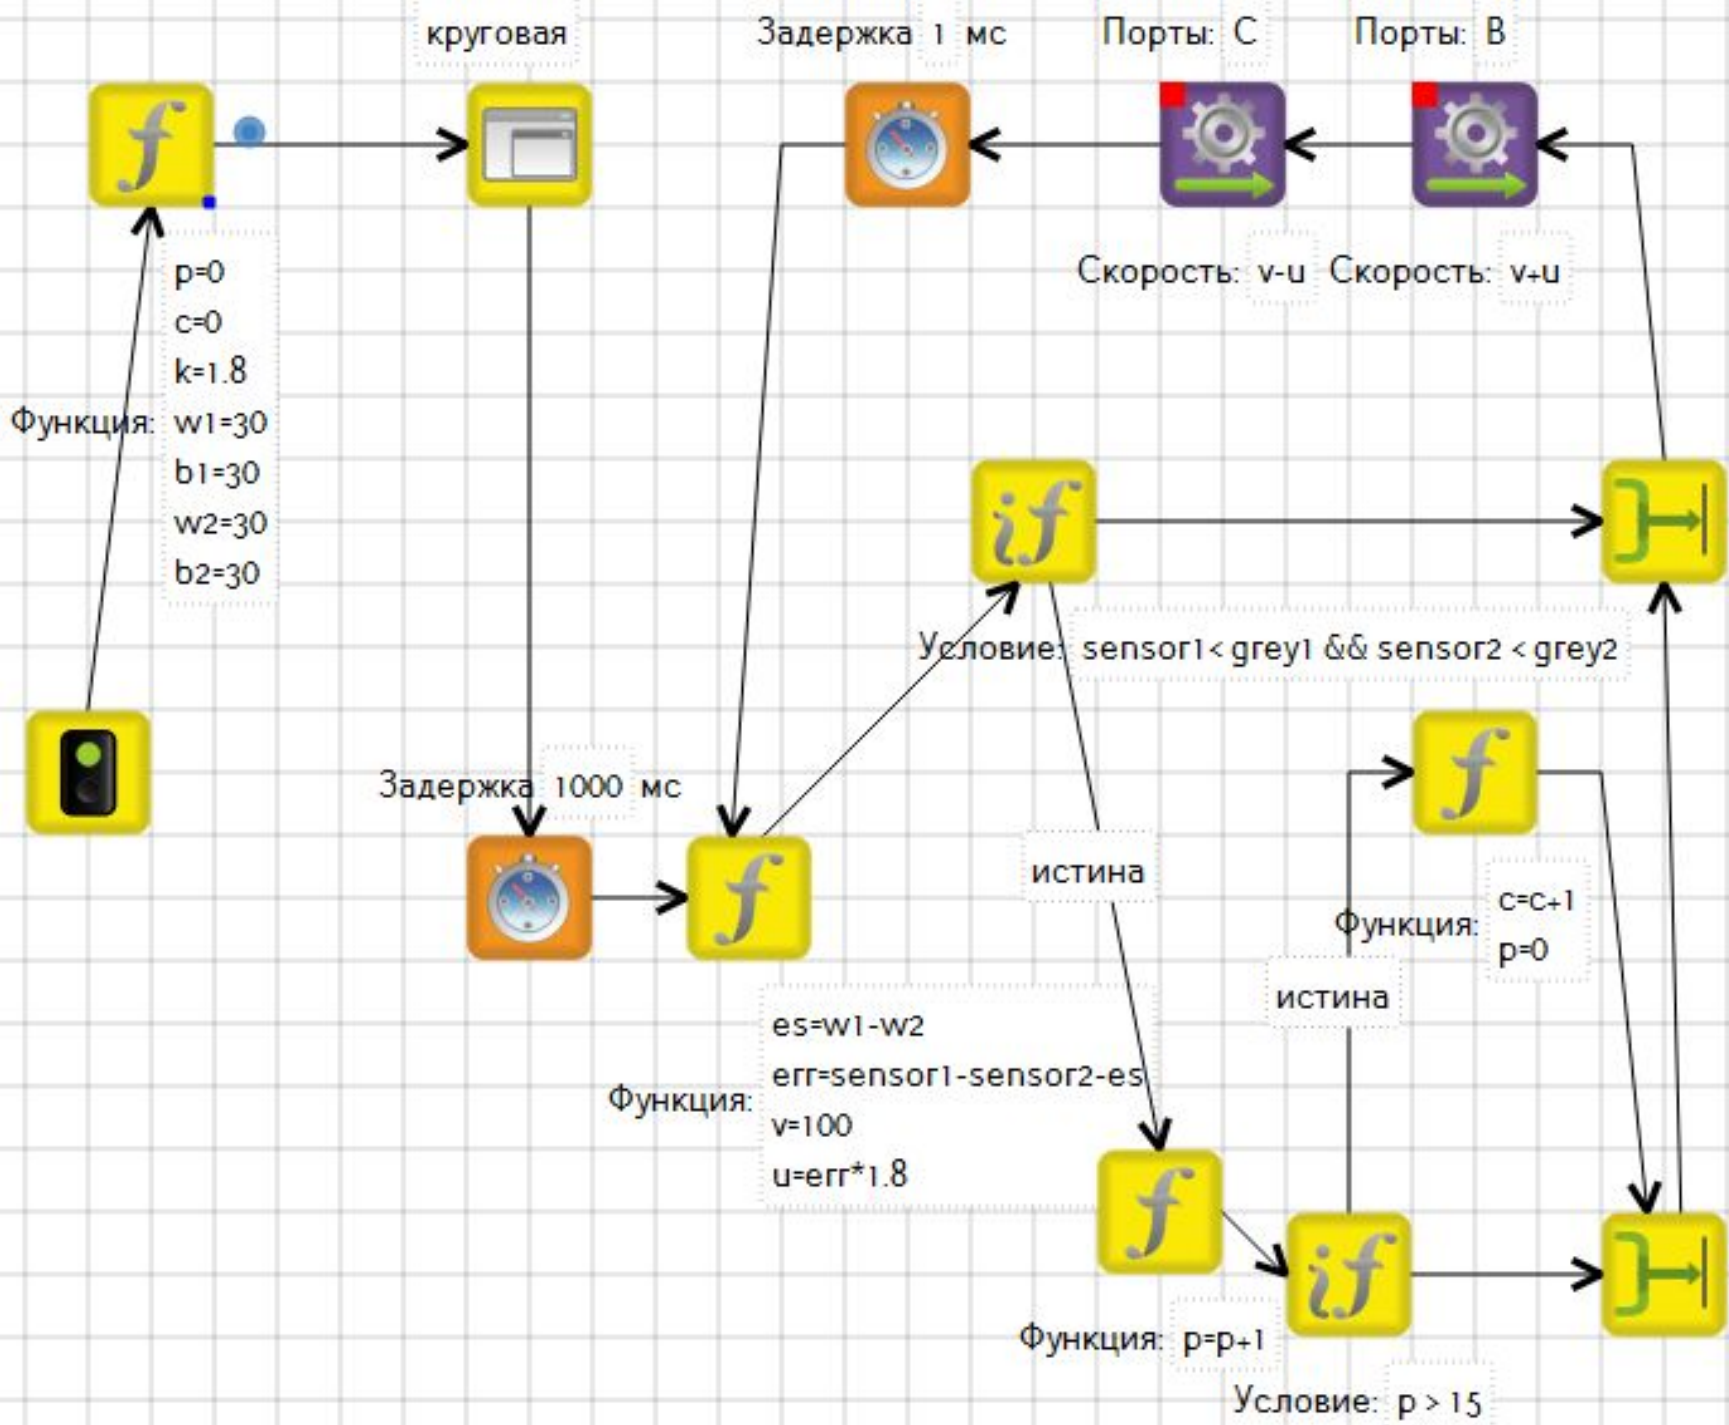 круговая
Задержка 1 мс
Порты: C
Порты: B
Скорость: v-u
Скорость: v+u
p=0
c=0
k=1.8
Функция: w1=30
b1=30
w2=30
b2=30
Условие: sensor1< grey1 && sensor2 < grey2
Задержка 1000 мс
истина
c=c+1
Функция:
p=0
истина
es=w1-w2
err=sensor1-sensor2-es
Функция:
v=100
u=err*1.8
Функция: p=p+1
Условие: p > 15